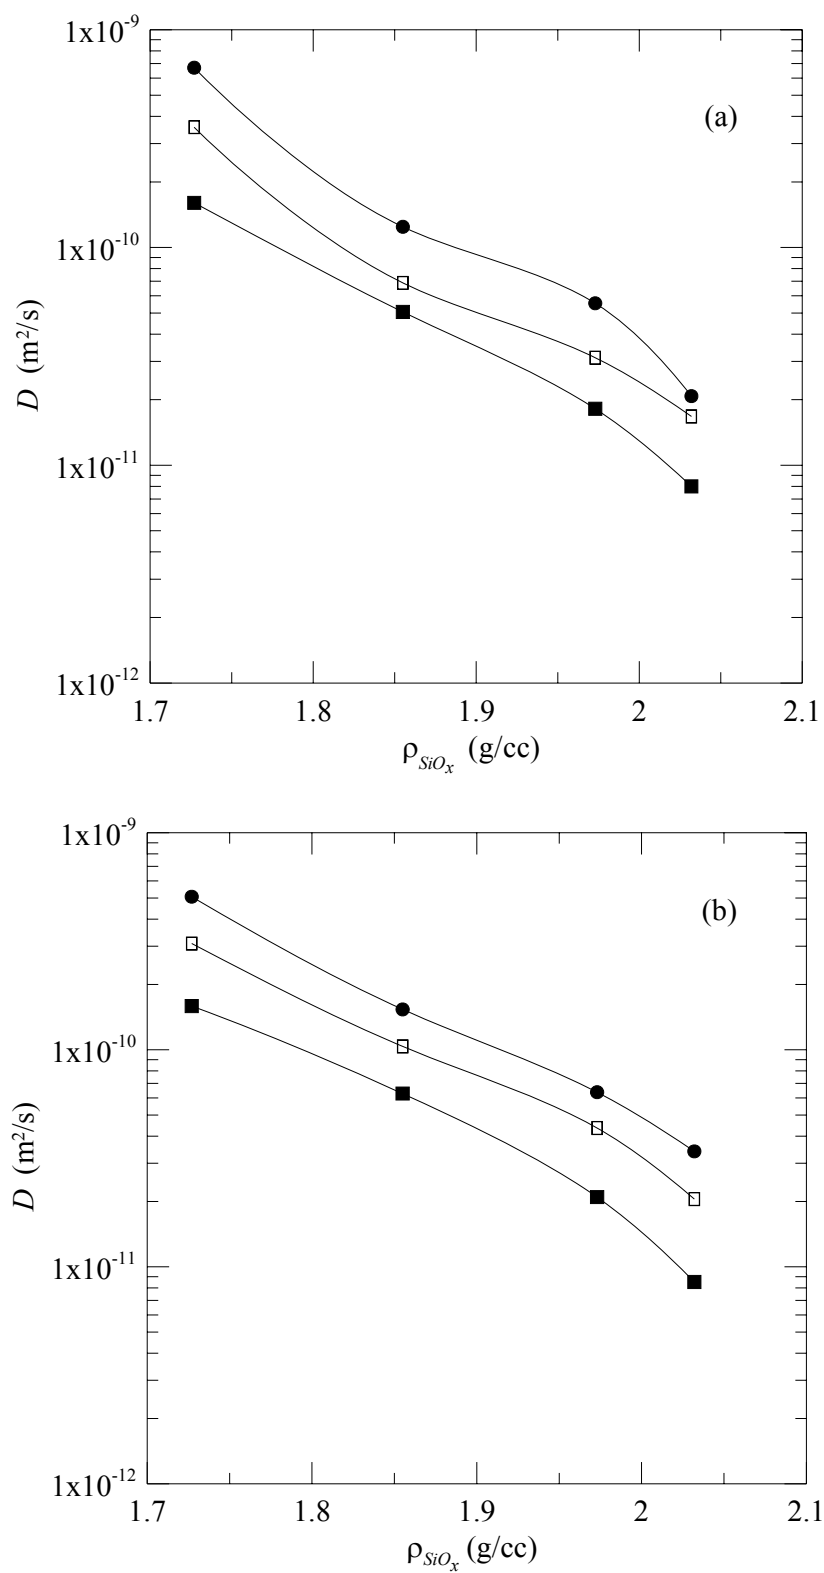 1x10⁻⁹
(a)
1x10⁻¹⁰
D (m²/s)
1x10⁻¹¹
1x10⁻¹²
1.7 1.8 1.9 2 2.1
ρSiOx (g/cc)
1x10⁻⁹
(b)
1x10⁻¹⁰
D (m²/s)
1x10⁻¹¹
1x10⁻¹²
1.7 1.8 1.9 2 2.1
ρSiOx (g/cc)